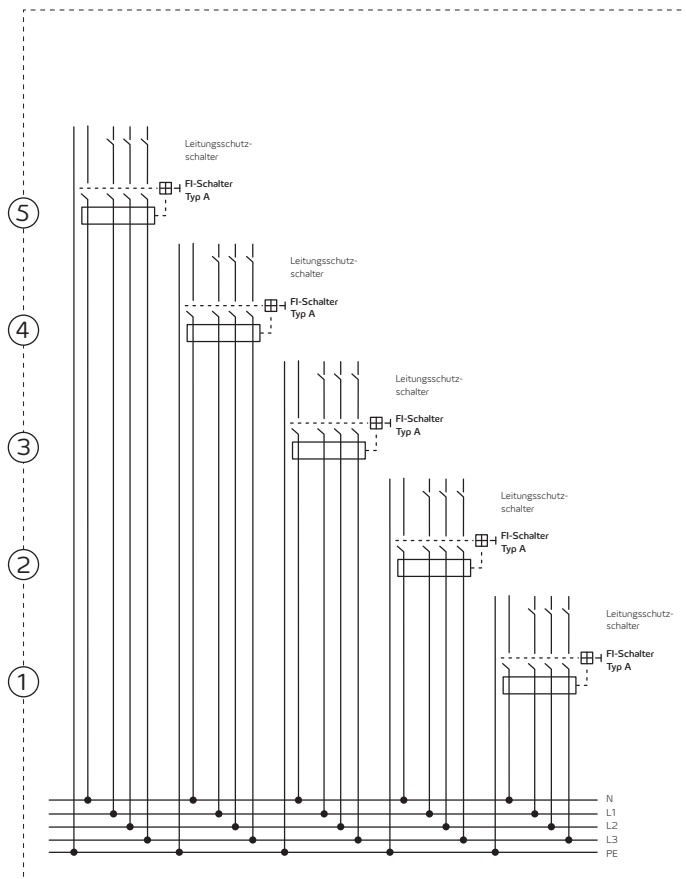 Leitungsschutz-
schalter
FI-Schalter
Typ A
5
Leitungsschutz-
schalter
FI-Schalter
Typ A
4
Leitungsschutz-
schalter
FI-Schalter
Typ A
3
Leitungsschutz-
schalter
FI-Schalter
Typ A
2
Leitungsschutz-
schalter
FI-Schalter
Typ A
1
N
L1
L2
L3
PE